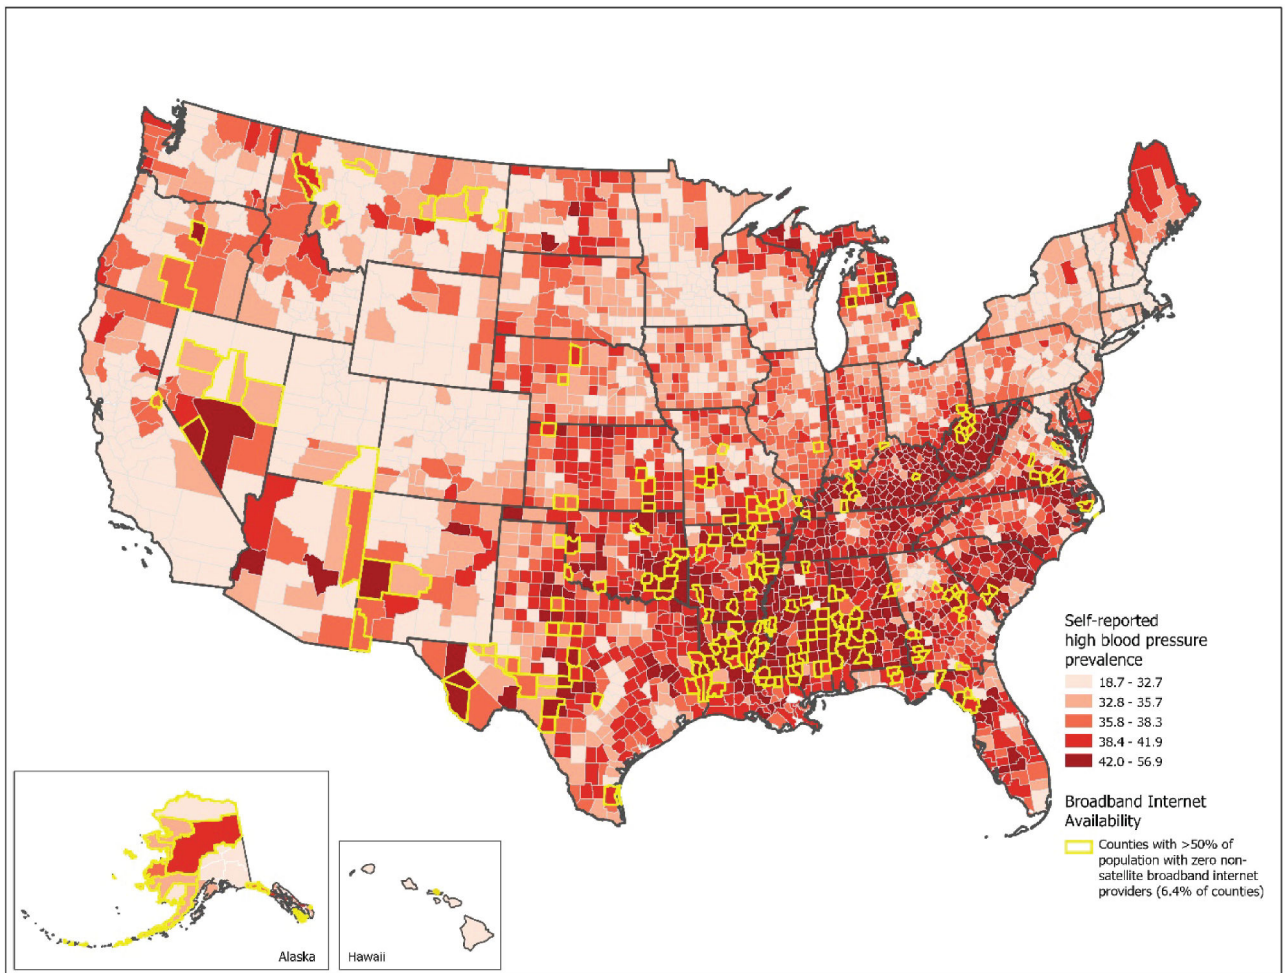 Self-reported
high blood pressure
prevalence
18.7 - 32.7
32.8 - 35.7
35.8 - 38.3
38.4 - 41.9
42.0 - 56.9
Broadband Internet
Availability
Counties with >50% of
population with zero non-
satellite broadband internet
providers (6.4% of counties)
Alaska
Hawaii